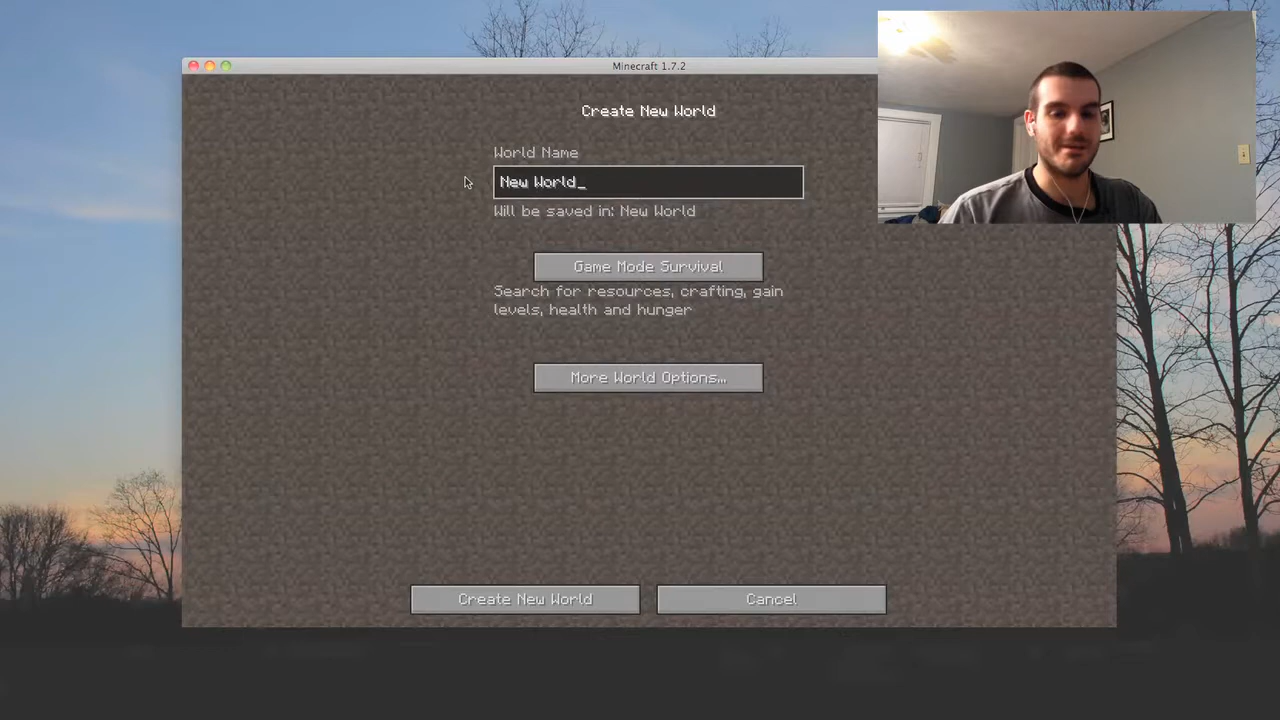 Minecraft 1.7.2
Create New World
World Name
New World_
Will be saved in: New World
Game Mode Survival
Search for resources, crafting, gain
levels, health and hunger
More World Options...
Create New World
Cancel